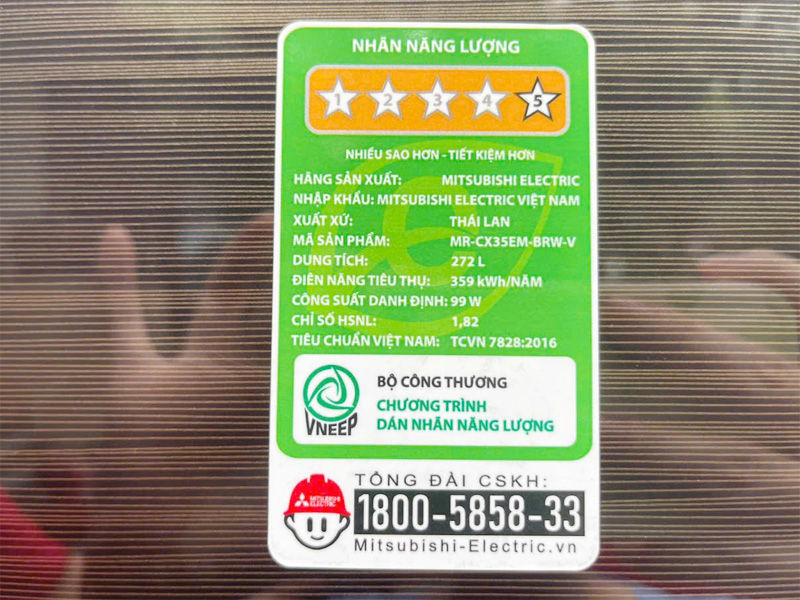 NHÃN NĂNG LƯỢNG
1 2 3 4 5
NHIỀU SAO HƠN - TIẾT KIỆM HƠN
HÃNG SẢN XUẤT: MITSUBISHI ELECTRIC
NHẬP KHẨU: MITSUBISHI ELECTRIC VIỆT NAM
XUẤT XỨ: THÁI LAN
MÃ SẢN PHẨM: MR-CX35EM-BRW-V
DUNG TÍCH: 272 L
ĐIỆN NĂNG TIÊU THỤ: 359 kWh/NĂM
CÔNG SUẤT DANH ĐỊNH: 99 W
CHỈ SỐ HSNL: 1,82
TIÊU CHUẨN VIỆT NAM: TCVN 7828:2016
VNEEP
BỘ CÔNG THƯƠNG
CHƯƠNG TRÌNH
DÁN NHÃN NĂNG LƯỢNG
MITSUBISHI
ELECTRIC
TỔNG ĐÀI CSKH:
1800-5858-33
Mitsubishi-Electric.vn